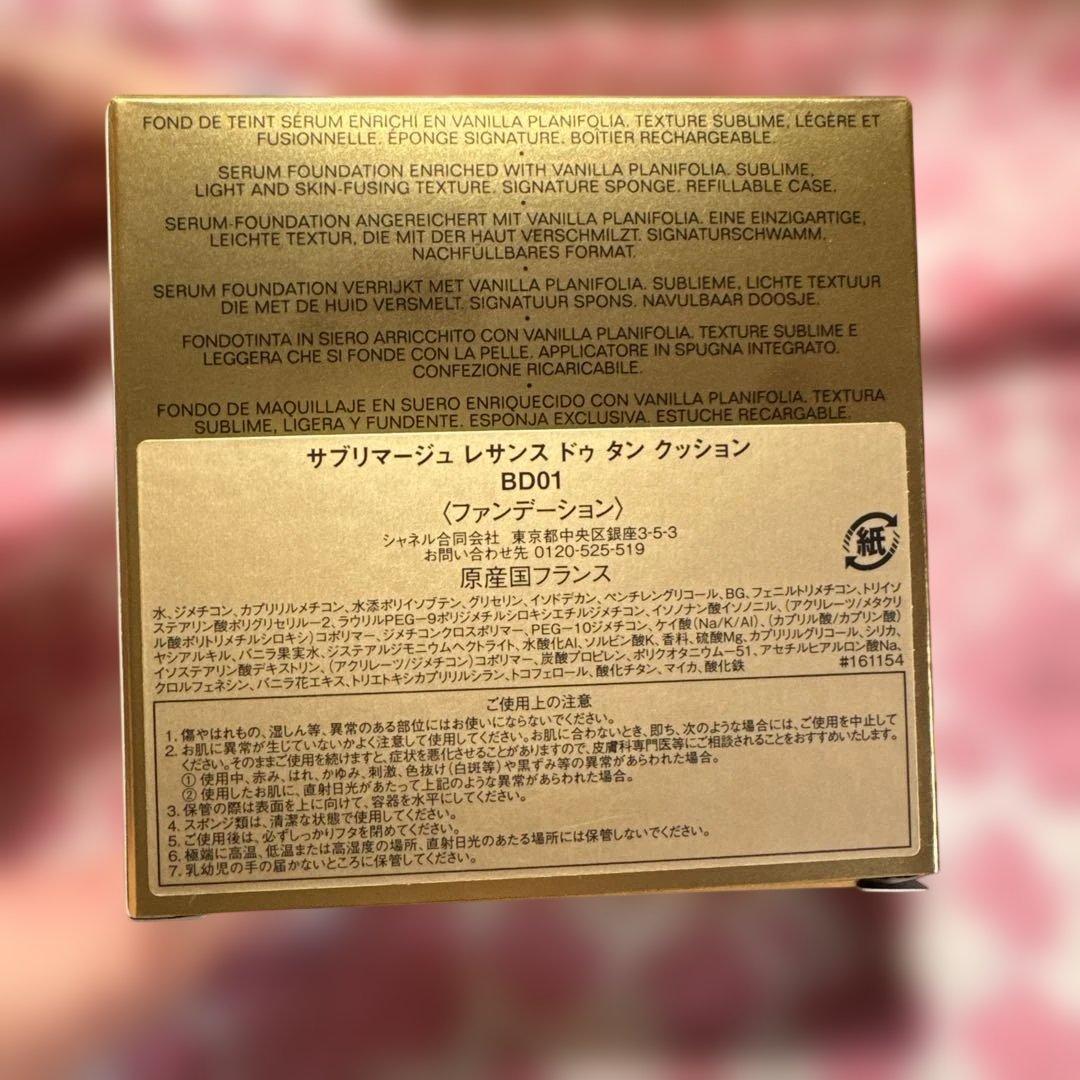 FOND DE TEINT SÉRUM ENRICHI EN VANILLA PLANIFOLIA. TEXTURE SUBLIME, LÉGÈRE ET
FUSIONNELLE. ÉPONGE SIGNATURE. BOÎTIER RECHARGEABLE.
•
SERUM FOUNDATION ENRICHED WITH VANILLA PLANIFOLIA. SUBLIME,
LIGHT AND SKIN-FUSING TEXTURE. SIGNATURE SPONGE. REFILLABLE CASE.
•
SERUM-FOUNDATION ANGEREICHERT MIT VANILLA PLANIFOLIA. EINE EINZIGARTIGE,
LEICHTE TEXTUR, DIE MIT DER HAUT VERSCHMILZT. SIGNATURSCHWAMM.
NACHFÜLLBARES FORMAT.
•
SERUM FOUNDATION VERRIJKT MET VANILLA PLANIFOLIA. SUBLIEME, LICHTE TEXTUUR
DIE MET DE HUID VERSMELT. SIGNATUUR SPONS. NAVULBAAR DOOSJE.
•
FONDOTINTA IN SIERO ARRICCHITO CON VANILLA PLANIFOLIA. TEXTURE SUBLIME E
LEGGERA CHE SI FONDE CON LA PELLE. APPLICATORE IN SPUGNA INTEGRATO.
CONFEZIONE RICARICABILE.
•
FONDO DE MAQUILLAJE EN SUERO ENRIQUECIDO CON VANILLA PLANIFOLIA. TEXTURA
SUBLIME, LIGERA Y FUNDENTE. ESPONJA EXCLUSIVA. ESTUCHE RECARGABLE.
サブリマージュ レサンス ドゥ タン クッション
BD01
〈ファンデーション〉
シャネル合同会社 東京都中央区銀座3-5-3
お問い合わせ先 0120-525-519
原産国フランス
紙
水、ジメチコン、カプリリルメチコン、水添ポリイソブテン、グリセリン、イソドデカン、ペンチレングリコール、BG、フェニルトリメチコン、トリイソ
ステアリン酸ポリグリセリル-2、ラウリルPEG-9ポリジメチルシロキシエチルジメチコン、イソノナン酸イソノニル、(アクリレーツ/メタクリ
ル酸ポリトリメチルシロキシ)コポリマー、ジメチコンクロスポリマー、PEG-10ジメチコン、ケイ酸(Na/K/Al)、(カプリル酸/カプリン酸)
ヤシアルキル、バニラ果実水、ジステアルジモニウムヘクトライト、水酸化Al、ソルビン酸K、香料、硫酸Mg、カプリリルグリコール、シリカ、
イソステアリン酸デキストリン、(アクリレーツ/ジメチコン)コポリマー、炭酸プロピレン、ポリクオタニウム-51、アセチルヒアルロン酸Na、
クロルフェネシン、バニラ花エキス、トリエトキシカプリリルシラン、トコフェロール、酸化チタン、マイカ、酸化鉄 #161154
ご使用上の注意
1. 傷やはれもの、湿しん等、異常のある部位にはお使いにならないでください。
2. お肌に異常が生じていないかよく注意して使用してください。お肌に合わないとき、即ち、次のような場合には、ご使用を中止して
ください。そのままご使用を続けますと、症状を悪化させることがありますので、皮膚科専門医等にご相談されることをおすすめいたします。
① 使用中、赤み、はれ、かゆみ、刺激、色抜け(白斑等)や黒ずみ等の異常があらわれた場合。
② 使用したお肌に、直射日光があたって上記のような異常があらわれた場合。
3. 保管の際は表面を上に向けて、容器を水平にしてください。
4. スポンジ類は、清潔な状態で使用してください。
5. ご使用後は、必ずしっかりフタを閉めてください。
6. 極端に高温、低温または高湿度の場所、直射日光のあたる場所には保管しないでください。
7. 乳幼児の手の届かないところに保管してください。